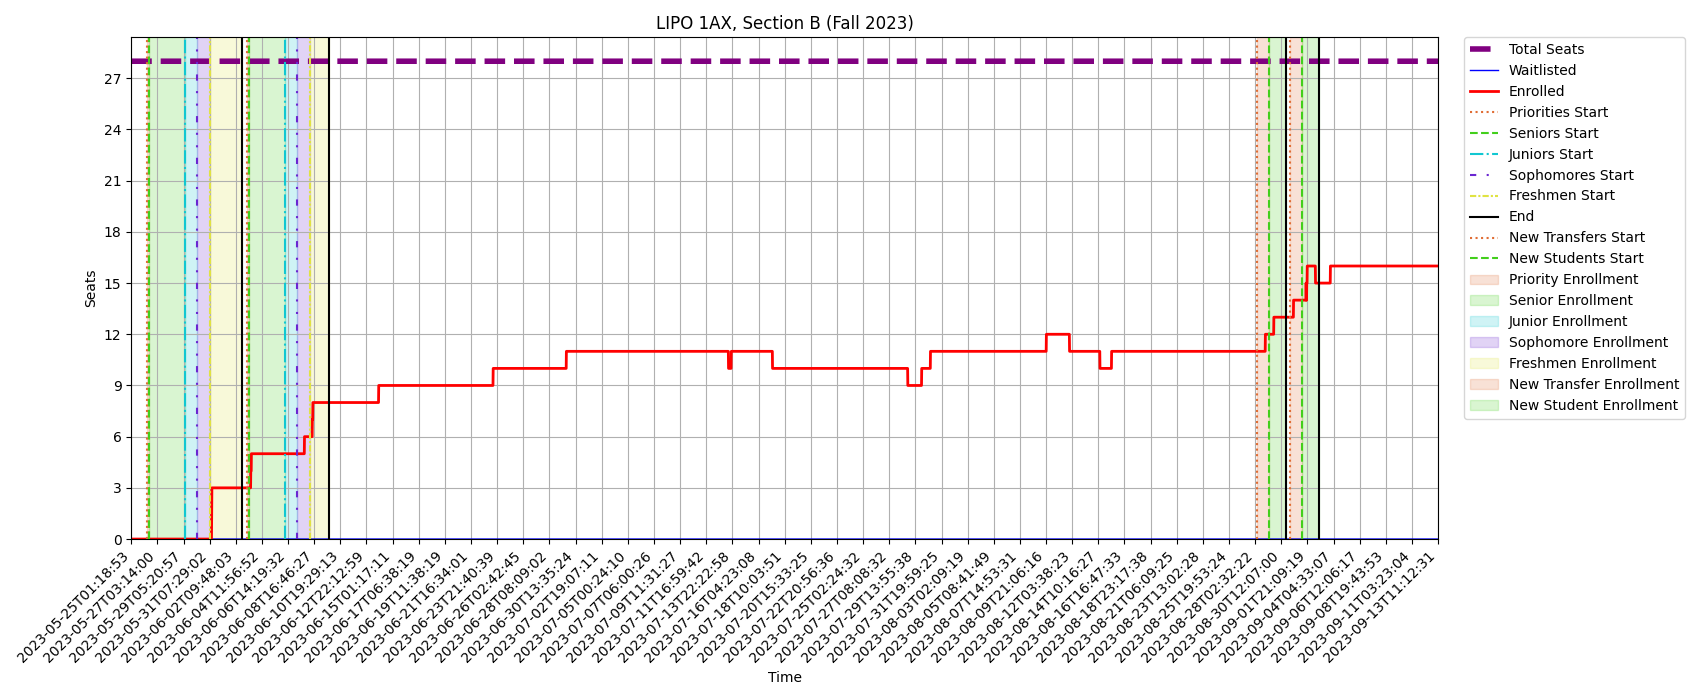 LIPO 1AX, Section B (Fall 2023)
27
24
21
18
15
12
9
6
3
0
Seats
2023-05-25T01:18:53
2023-05-27T03:14:00
2023-05-29T05:20:57
2023-05-31T07:29:02
2023-06-02T09:48:03
2023-06-04T11:56:52
2023-06-06T14:19:32
2023-06-08T16:46:27
2023-06-10T19:29:13
2023-06-12T22:12:59
2023-06-15T01:17:11
2023-06-17T06:38:19
2023-06-19T11:38:19
2023-06-21T16:34:01
2023-06-23T21:40:39
2023-06-26T02:42:45
2023-06-28T08:09:02
2023-06-30T13:35:24
2023-07-02T19:07:11
2023-07-05T00:24:10
2023-07-07T06:00:26
2023-07-09T11:31:27
2023-07-11T16:59:42
2023-07-13T22:22:58
2023-07-16T04:23:08
2023-07-18T10:03:51
2023-07-20T15:33:25
2023-07-22T20:56:36
2023-07-25T02:24:32
2023-07-27T08:08:32
2023-07-29T13:55:38
2023-07-31T19:59:25
2023-08-03T02:09:19
2023-08-05T08:41:49
2023-08-07T14:53:31
2023-08-09T21:06:16
2023-08-12T03:38:23
2023-08-14T10:16:27
2023-08-16T16:47:33
2023-08-18T23:17:38
2023-08-21T06:09:25
2023-08-23T13:02:28
2023-08-25T19:53:24
2023-08-28T02:32:22
2023-08-30T12:07:00
2023-09-01T21:09:19
2023-09-04T04:33:07
2023-09-06T12:06:17
2023-09-08T19:43:53
2023-09-11T03:23:04
2023-09-13T11:12:31
Time
Total Seats
Waitlisted
Enrolled
Priorities Start
Seniors Start
Juniors Start
Sophomores Start
Freshmen Start
End
New Transfers Start
New Students Start
Priority Enrollment
Senior Enrollment
Junior Enrollment
Sophomore Enrollment
Freshmen Enrollment
New Transfer Enrollment
New Student Enrollment